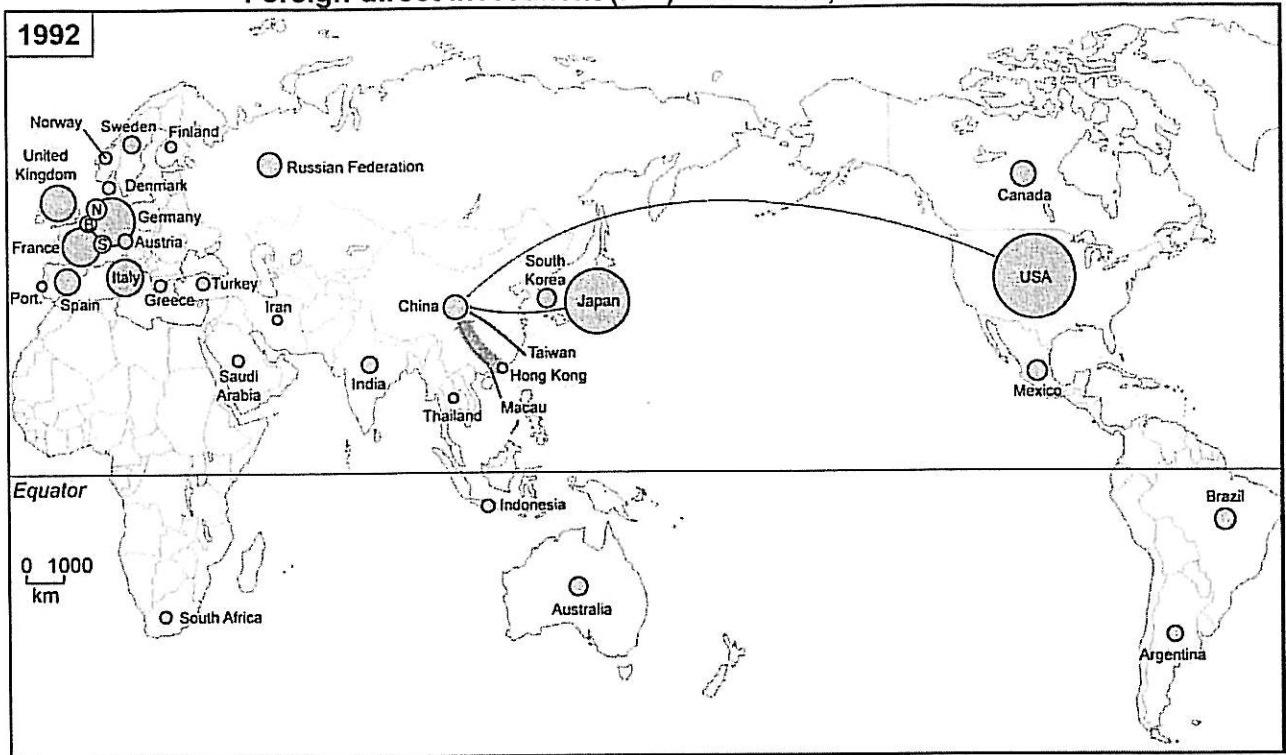 Foreign direct
1992
Norway
Sweden
Finland
United
Kingdom
Russian Federation
Denmark
N
Germany
B
France
S
Austria
Italy
Port.
Spain
Greece
Turkey
Iran
China
South
Korea
Japan
Canada
USA
Taiwan
Hong Kong
Macau
Saudi
Arabia
India
Thailand
Mexico
Equator
Indonesia
Brazil
0 1000
km
South Africa
Australia
Argentina